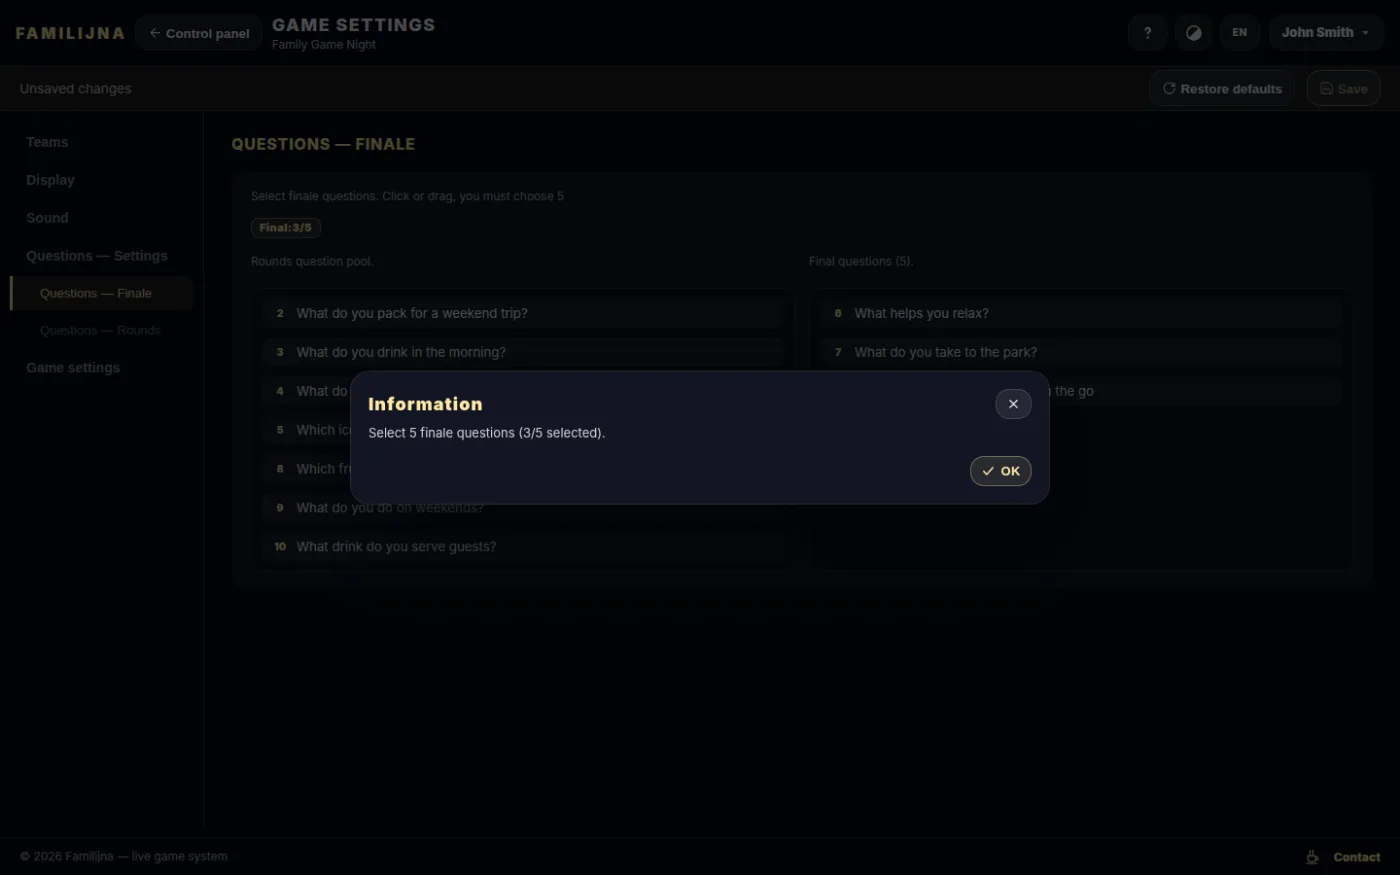 FAMILIJNA
← Control panel
GAME SETTINGS
Family Game Night
?
EN
John Smith
Unsaved changes
Restore defaults
Save
Teams
Display
Sound
Questions — Settings
Questions — Finale
Questions — Rounds
Game settings
QUESTIONS — FINALE
Select finale questions. Click or drag, you must choose 5
Final: 3/5
Rounds question pool.
2 What do you pack for a weekend trip?
3 What do you drink in the morning?
4 What do
5 Which
8 Which
9 What do you do on weekends?
10 What drink do you serve guests?
Final questions (5).
6 What helps you relax?
7 What do you take to the park?
the go
Information
Select 5 finale questions (3/5 selected).
OK
© 2026 Familijna — live game system
Contact